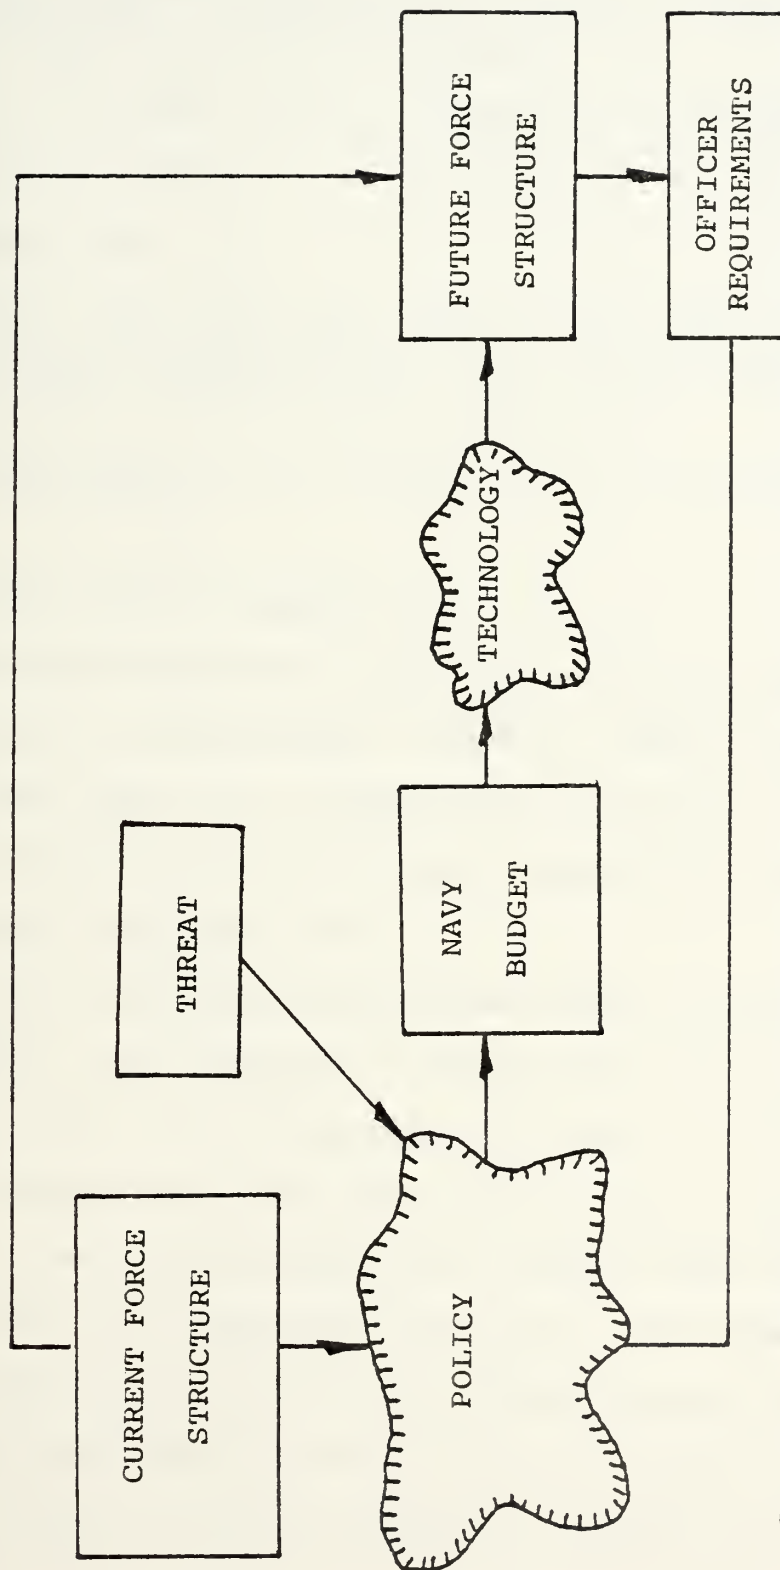 CURRENT FORCE
STRUCTURE
THREAT
POLICY
NAVY
BUDGET
TECHNOLOGY
FUTURE FORCE
STRUCTURE
OFFICER
REQUIREMENTS